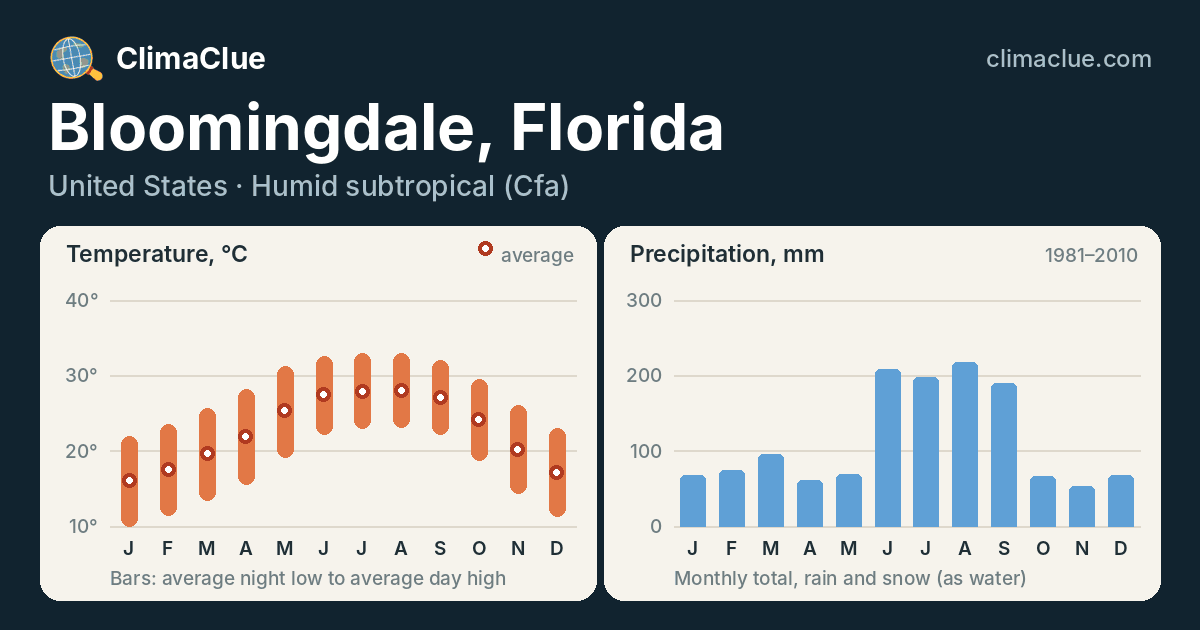 ClimaClue
climaclue.com
Bloomingdale, Florida
United States · Humid subtropical (Cfa)
Temperature, °C
average
40°
30°
20°
10°
J F M A M J J A S O N D
Bars: average night low to average day high
Precipitation, mm
1981–2010
300
200
100
0
J F M A M J J A S O N D
Monthly total, rain and snow (as water)